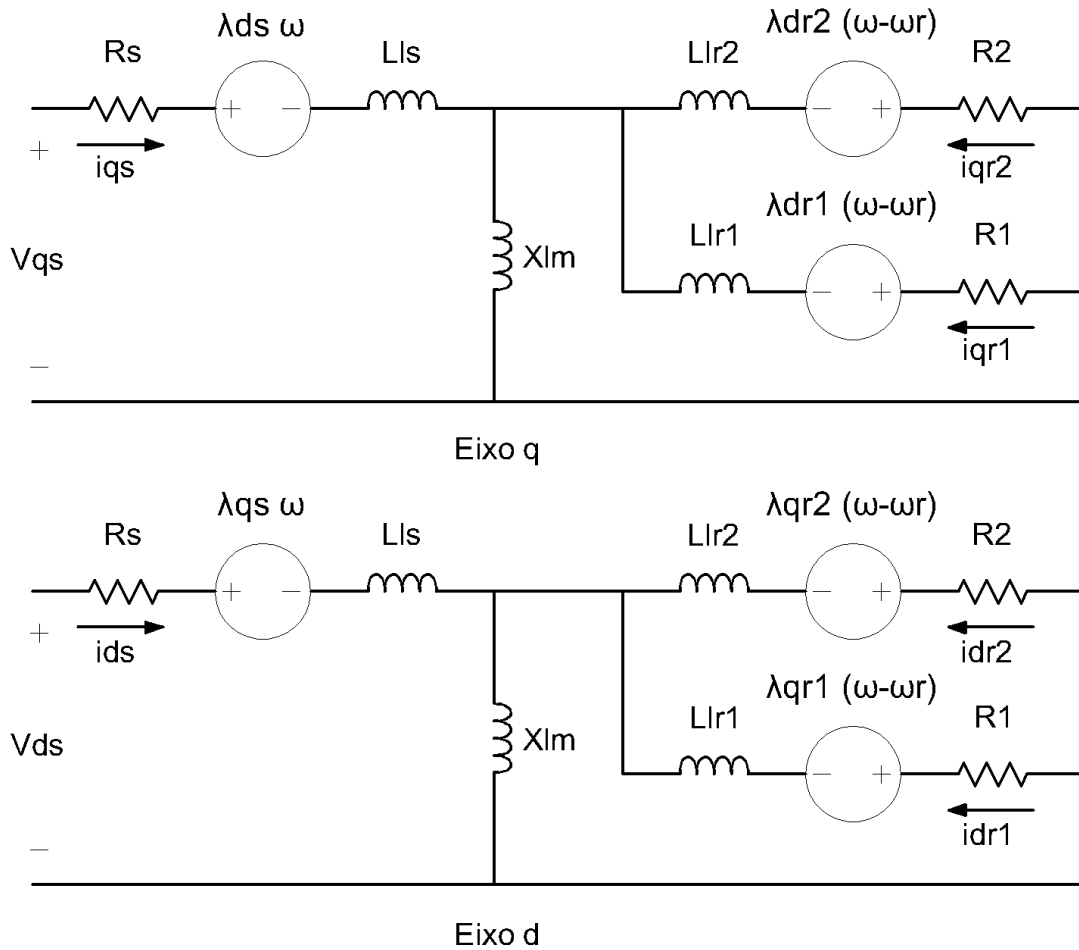 λds ω
λdr2 (ω-ωr)
Rs
Lls
Llr2
R2
+
-
-
+
+
iqs
iqr2
λdr1 (ω-ωr)
Llr1
R1
Vqs
Xlm
-
+
iqr1
-
Eixo q
λqs ω
λqr2 (ω-ωr)
Rs
Lls
Llr2
R2
+
-
-
+
+
ids
idr2
λqr1 (ω-ωr)
Llr1
R1
Vds
Xlm
-
+
idr1
-
Eixo d